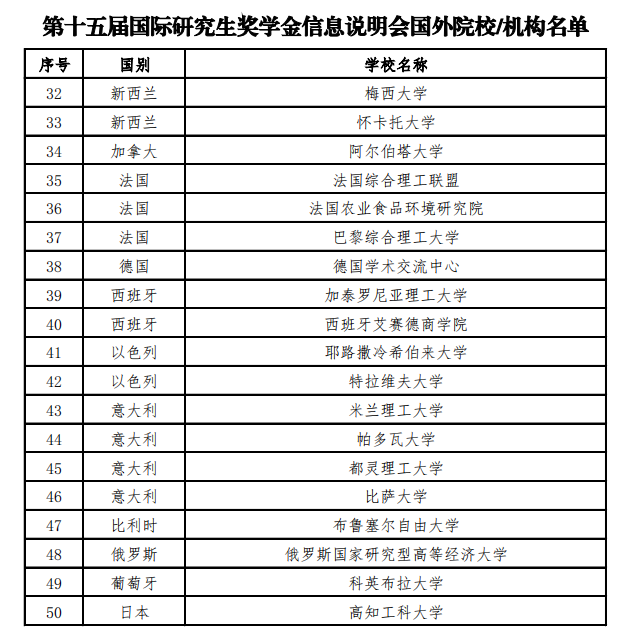 第十五届国际研究生奖学金信息说明会国外院校/机构名单
序号 国别 学校名称
32 新西兰 梅西大学
33 新西兰 怀卡托大学
34 加拿大 阿尔伯塔大学
35 法国 法国综合理工联盟
36 法国 法国农业食品环境研究院
37 法国 巴黎综合理工大学
38 德国 德国学术交流中心
39 西班牙 加泰罗尼亚理工大学
40 西班牙 西班牙艾赛德商学院
41 以色列 耶路撒冷希伯来大学
42 以色列 特拉维夫大学
43 意大利 米兰理工大学
44 意大利 帕多瓦大学
45 意大利 都灵理工大学
46 意大利 比萨大学
47 比利时 布鲁塞尔自由大学
48 俄罗斯 俄罗斯国家研究型高等经济大学
49 葡萄牙 科英布拉大学
50 日本 高知工科大学